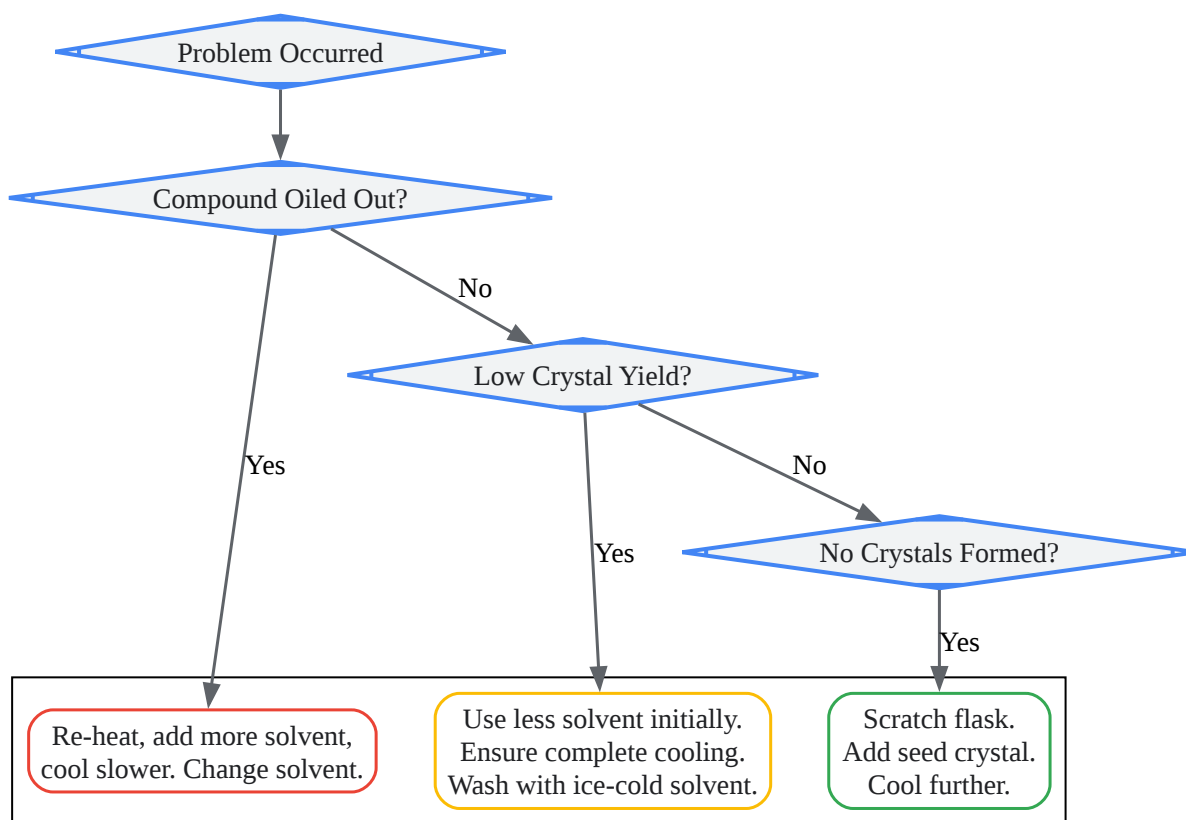 Problem Occurred
Compound Oiled Out?
No
Low Crystal Yield?
Yes
No
No Crystals Formed?
Yes
Yes
Re-heat, add more solvent,
cool slower. Change solvent.
Use less solvent initially.
Ensure complete cooling.
Wash with ice-cold solvent.
Scratch flask.
Add seed crystal.
Cool further.